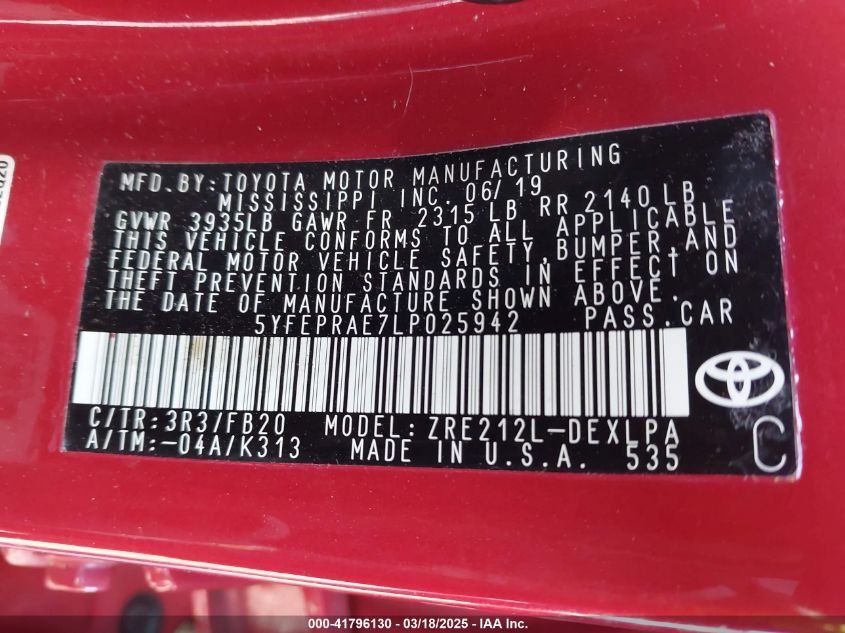 MFD. BY: TOYOTA MOTOR MANUFACTURING
MISSISSIPPI INC. 06/19
GVWR 3935LB GAWR FR 2315 LB RR 2140 LB
THIS VEHICLE CONFORMS TO ALL APPLICABLE
FEDERAL MOTOR VEHICLE SAFETY, BUMPER, AND
THEFT PREVENTION STANDARDS IN EFFECT ON
THE DATE OF MANUFACTURE SHOWN ABOVE.
5YFEPRAE7LP025942 PASS. CAR
C/TR: 3R3/FB20 MODEL: ZRE212L-DEXLPA
A/TM: -04A/K313 MADE IN U.S.A. 535
C
000-41796130 - 03/18/2025 - IAAI.COM